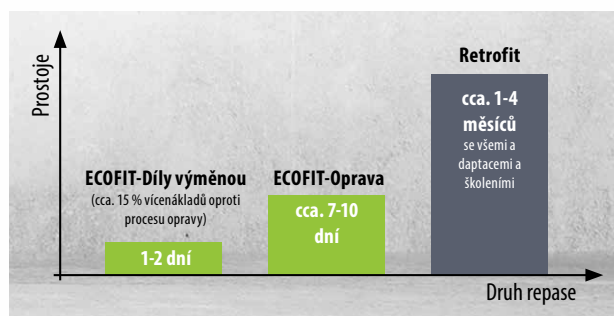 Prostoje
Retrofit
cca. 1-4
měsíců
se všemi a
daptacemi a
školeními
ECOFIT-Díly výměnou
(cca. 15 % vícenákladů oproti
procesu opravy)
1-2 dní
ECOFIT-Oprava
cca. 7-10
dní
Druh repase